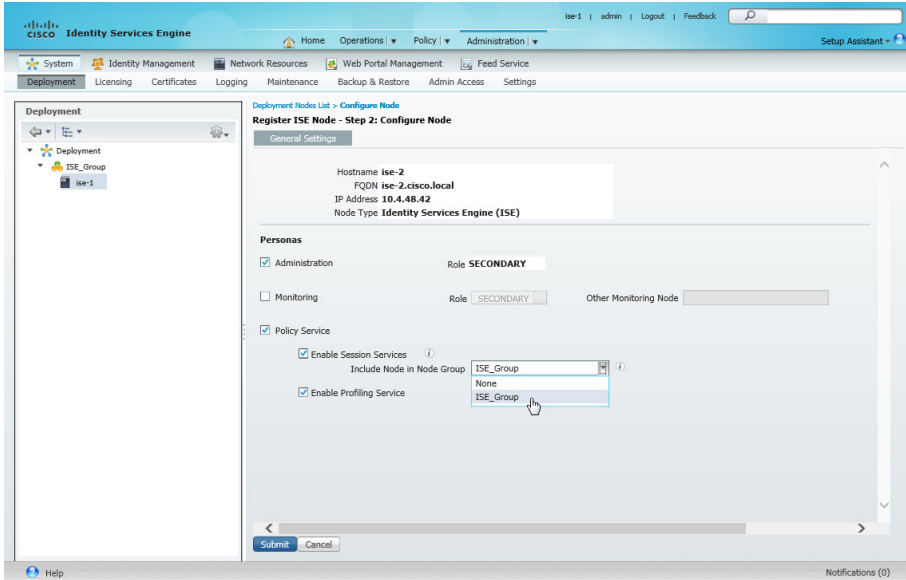 ise-1 | admin | Logout | Feedback
CISCO Identity Services Engine
Home Operations | Policy | Administration |
Setup Assistant
System Identity Management Network Resources Web Portal Management Feed Service
Deployment Licensing Certificates Logging Maintenance Backup & Restore Admin Access Settings
Deployment
Deployment
ISE_Group
ise-1
Deployment Nodes List > Configure Node
Register ISE Node - Step 2: Configure Node
General Settings
Hostname ise-2
FQDN ise-2.cisco.local
IP Address 10.4.48.42
Node Type Identity Services Engine (ISE)
Personas
Administration Role SECONDARY
Monitoring Role SECONDARY Other Monitoring Node
Policy Service
Enable Session Services i
Include Node in Node Group ISE_Group i
None
ISE_Group
Enable Profiling Service
Submit Cancel
Help Notifications (0)